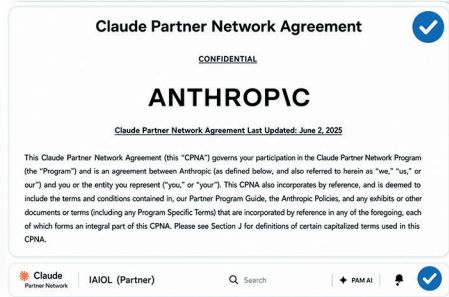 Claude Partner Network Agreement
CONFIDENTIAL
ANTHROP\C
Claude Partner Network Agreement Last Updated: June 2, 2025
This Claude Partner Network Agreement (this “CPNA”) governs your participation in the Claude Partner Network Program
(the “Program”) and is an agreement between Anthropic (as defined below, and also referred to herein as “we,” “us,” or
our”) and you or the entity you represent (“you,” or “your”). This CPNA also incorporates by reference, and is deemed to
include the terms and conditions contained in, our Partner Program Guide, the Anthropic Policies, and any exhibits or other
documents or terms (including any Program Specific Terms) that are incorporated by reference in any of the foregoing, each
of which forms an integral part of this CPNA. Please see Section J for definitions of certain capitalized terms used in this
CPNA.
Claude
Partner Network
IAIOL (Partner)
Search
PAM AI